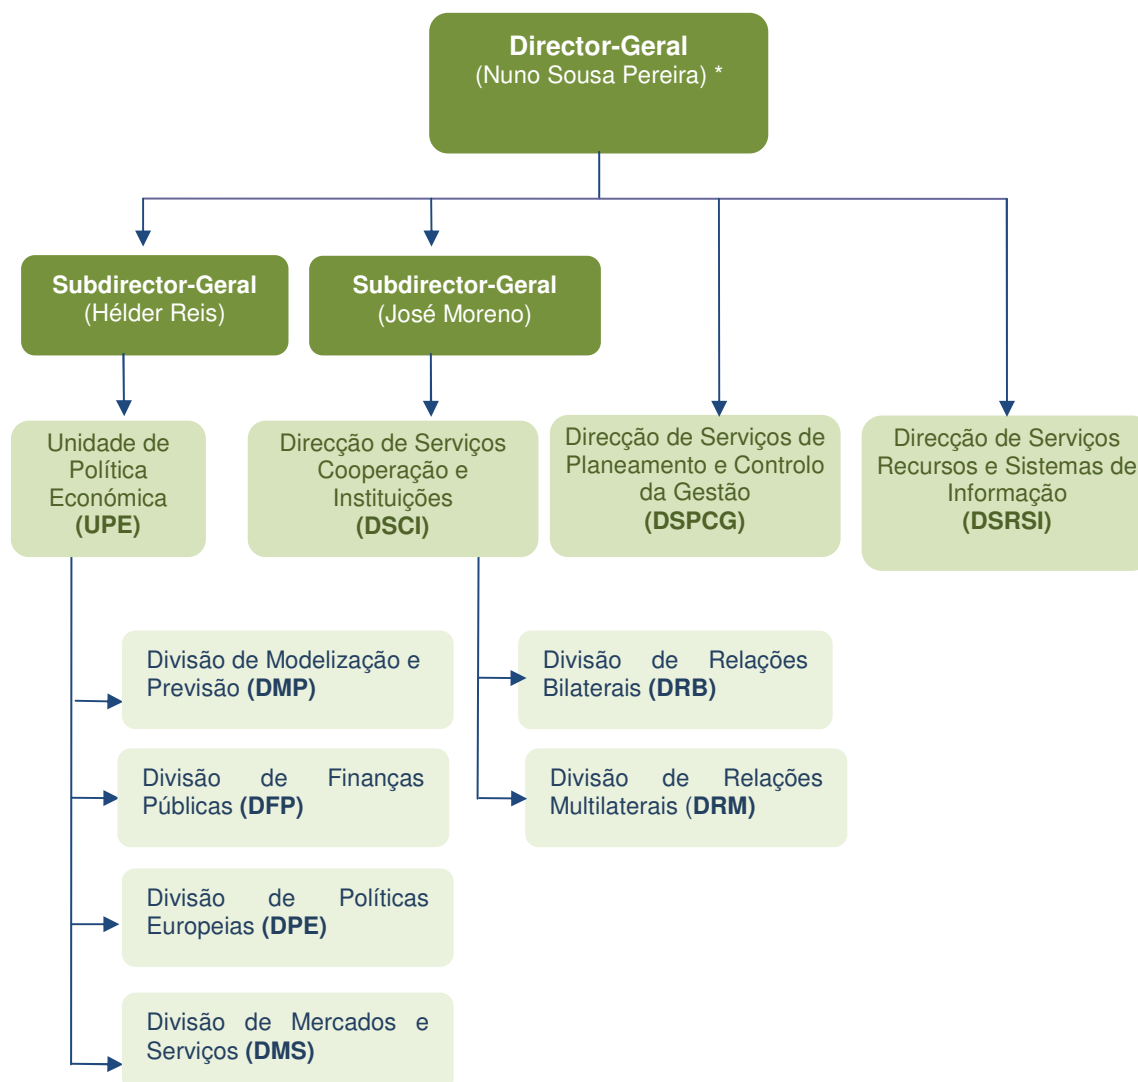 Director-Geral
(Nuno Sousa Pereira) *
Subdirector-Geral
(Hélder Reis)
Subdirector-Geral
(José Moreno)
Unidade de
Política
Económica
(UPE)
Direcção de Serviços
Cooperação e
Instituições
(DSCI)
Direcção de Serviços de
Planeamento e Controlo
da Gestão
(DSPCG)
Direcção de Serviços
Recursos e Sistemas de
Informação
(DSRSI)
Divisão de Modelização e
Previsão (DMP)
Divisão de Finanças
Públicas (DFP)
Divisão de Políticas
Europeias (DPE)
Divisão de Mercados e
Serviços (DMS)
Divisão de Relações
Bilaterais (DRB)
Divisão de Relações
Multilaterais (DRM)